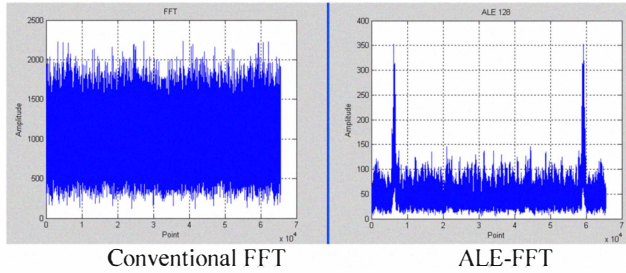 FFT
2500
2000
1500
1000
500
0
Amplitude
0 1 2 3 4 5 6 7
Point
x 10^4
Conventional FFT
ALE 128
400
350
300
250
200
150
100
50
0
Amplitude
0 1 2 3 4 5 6 7
Point
x 10^4
ALE-FFT